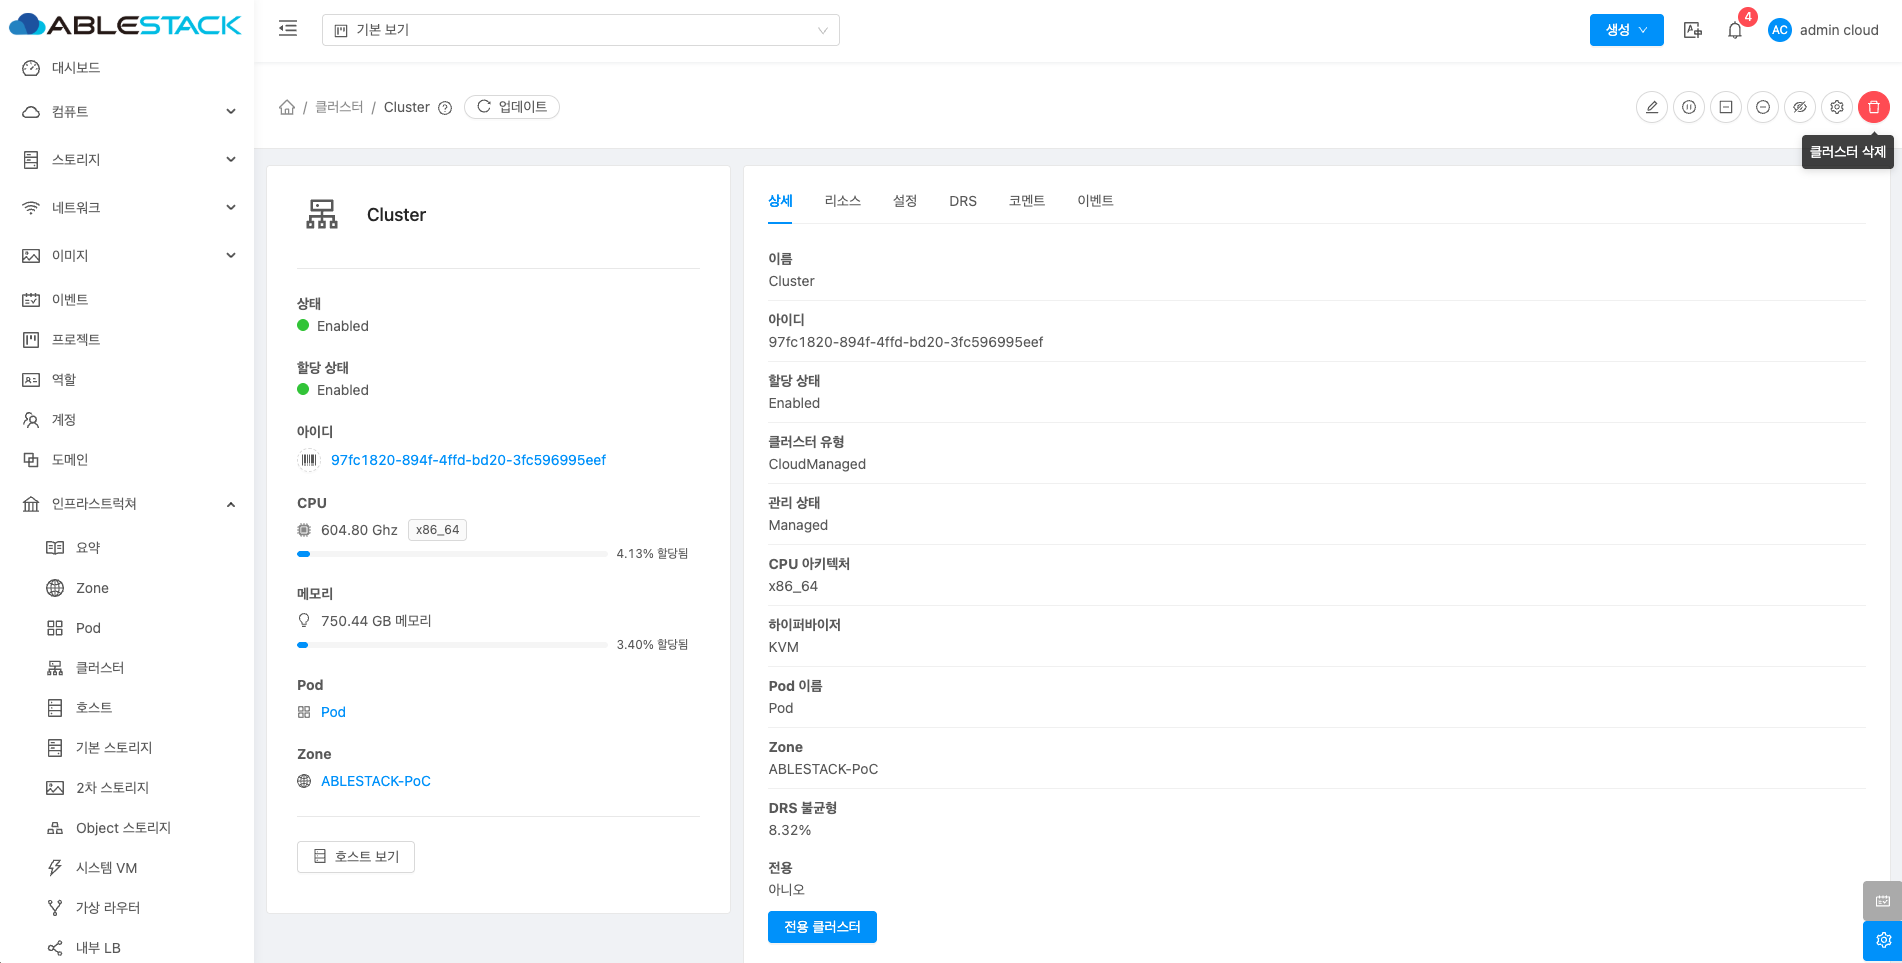 ABLESTACK
대시보드
컴퓨트
스토리지
네트워크
이미지
이벤트
프로젝트
역할
계정
도메인
인프라스트럭쳐
요약
Zone
Pod
클러스터
호스트
기본 스토리지
2차 스토리지
Object 스토리지
시스템 VM
가상 라우터
내부 LB
기본 보기
생성
4
AC
admin cloud
/ 클러스터 / Cluster
업데이트
클러스터 삭제
Cluster
상태
Enabled
할당 상태
Enabled
아이디
97fc1820-894f-4ffd-bd20-3fc596995eef
CPU
604.80 Ghz x86_64
4.13% 할당됨
메모리
750.44 GB 메모리
3.40% 할당됨
Pod
Pod
Zone
ABLESTACK-PoC
호스트 보기
상세 리소스 설정 DRS 코멘트 이벤트
이름
Cluster
아이디
97fc1820-894f-4ffd-bd20-3fc596995eef
할당 상태
Enabled
클러스터 유형
CloudManaged
관리 상태
Managed
CPU 아키텍처
x86_64
하이퍼바이저
KVM
Pod 이름
Pod
Zone
ABLESTACK-PoC
DRS 불균형
8.32%
전용
아니오
전용 클러스터